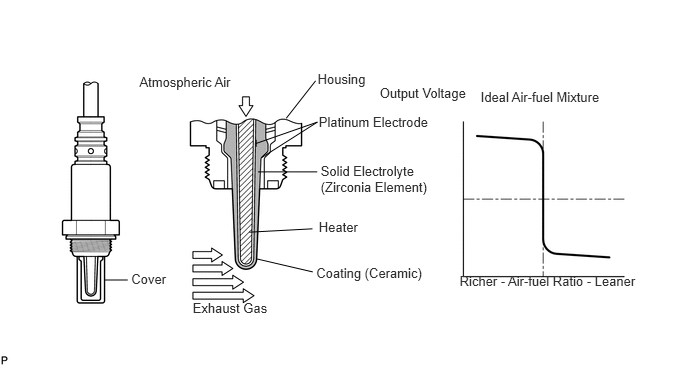 Atmospheric Air
Housing
Output Voltage
Ideal Air-fuel Mixture
Platinum Electrode
Solid Electrolyte
(Zirconia Element)
Heater
Coating (Ceramic)
Cover
Richer - Air-fuel Ratio - Leaner
Exhaust Gas
P